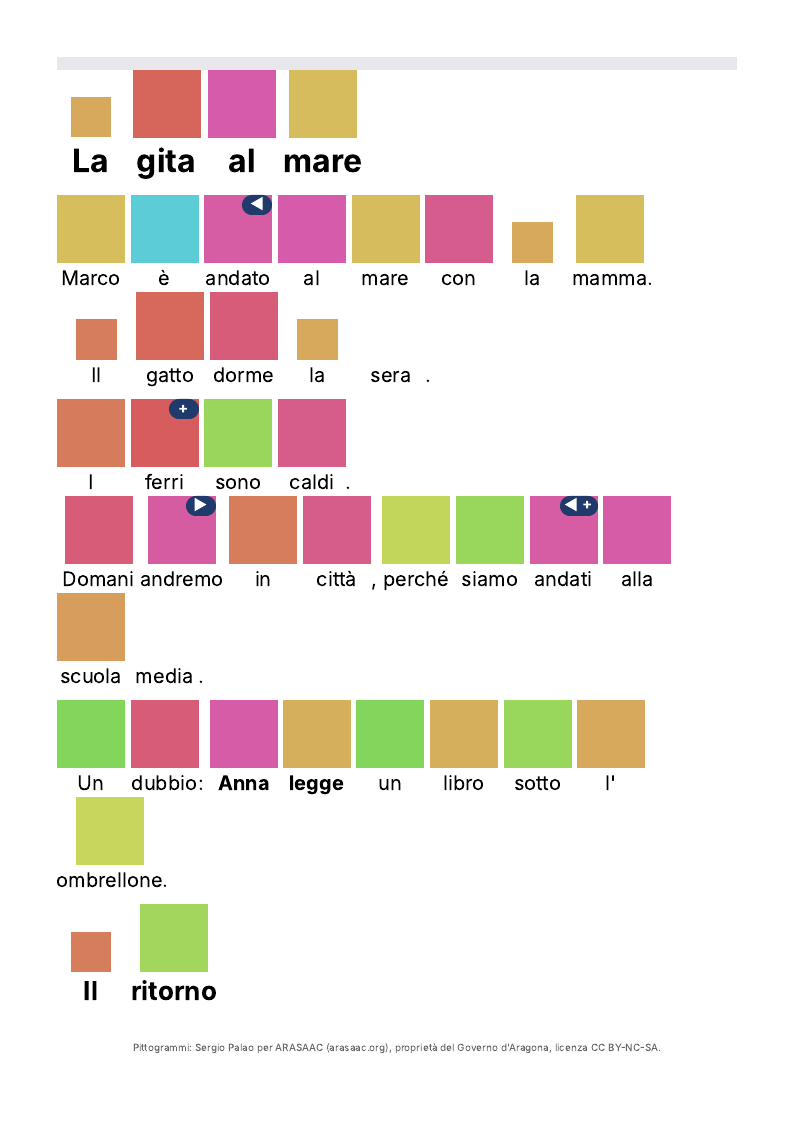 La gita al mare
Marco è andato al mare con la mamma.
Il gatto dorme la sera .
I ferri sono caldi .
Domani andremo in città , perché siamo andati alla
scuola media .
Un dubbio: Anna legge un libro sotto l'
ombrellone.
Il ritorno
Pittogrammi: Sergio Palao per ARASAAC (arasaac.org), proprietà del Governo d'Aragona, licenza CC BY-NC-SA.